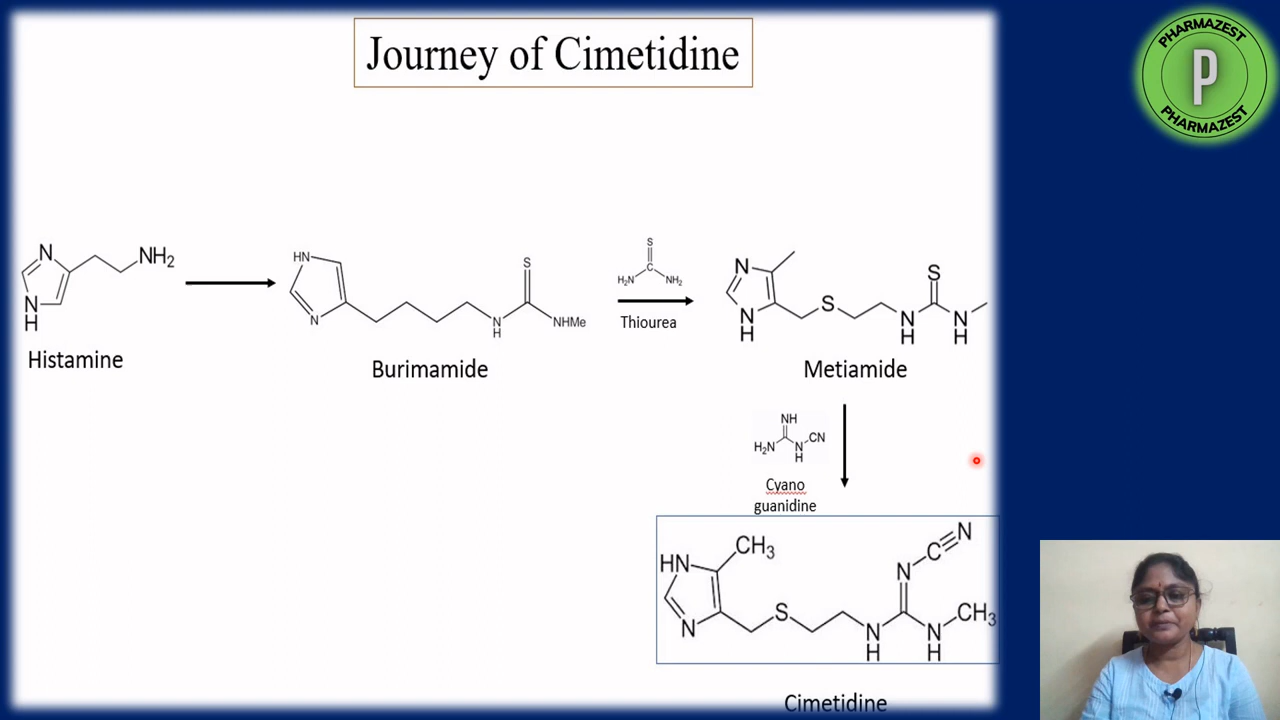 Journey of Cimetidine
PHARMAZEST
P
PHARMAZEST
N
NH2
N
H
Histamine
HN
N
S
N
H
NHMe
Burimamide
S
C
H2N
NH2
Thiourea
N
N
H
S
S
N
H
N
H
Metiamide
NH
H2N
N
H
CN
Cyano
guanidine
HN
CH3
N
S
N
H
N
C
N
N
H
CH3
Cimetidine